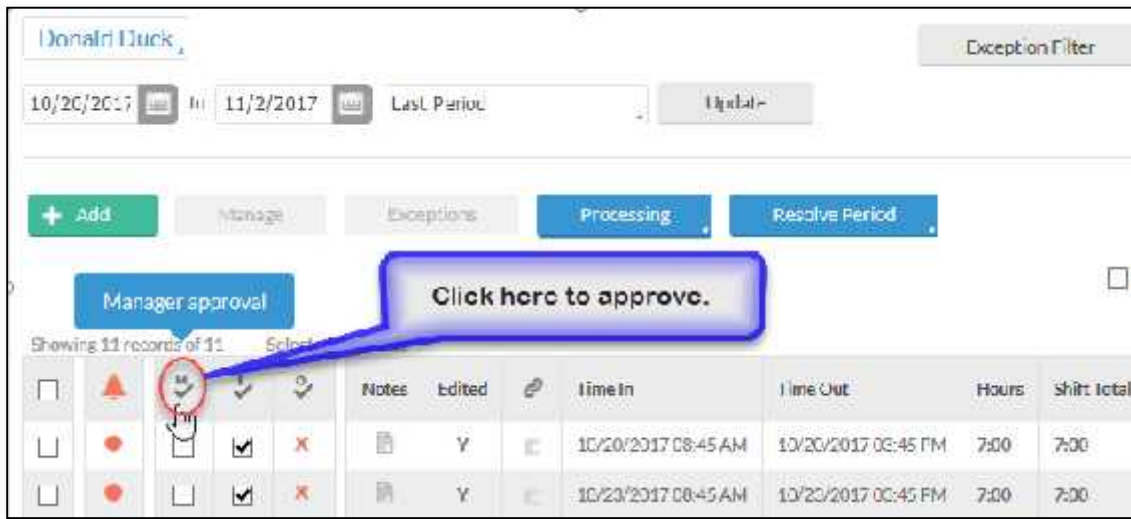 Donald Duck
Exception Filter
10/20/2017 to 11/2/2017 Last Period Update
+ Add Manage Exceptions Processing Resolve Period
Manager approval
Click here to approve.
Showing 11 records of 11
M Notes Edited Time In Time Out Hours Shift Total
Y 10/20/2017 08:45 AM 10/20/2017 03:45 PM 7:00 7:00
Y 10/23/2017 08:45 AM 10/23/2017 03:45 PM 7:00 7:00